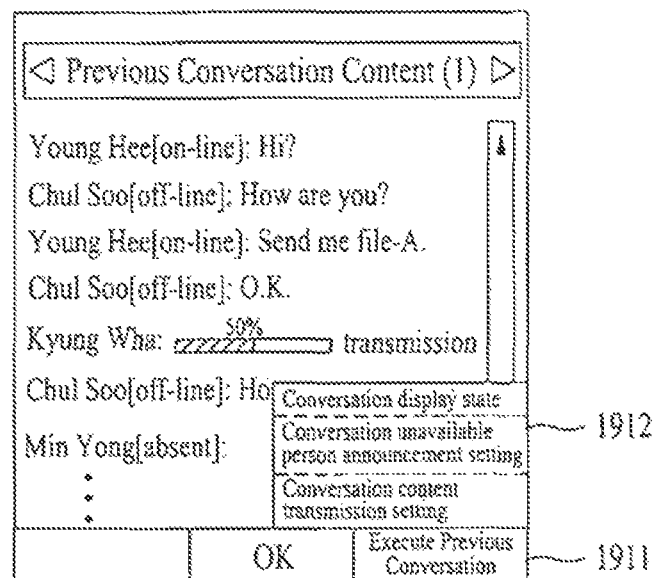 ◁ Previous Conversation Content (1) ▷
Young Hee[on-line]: Hi?
Chul Soo[off-line]: How are you?
Young Hee[on-line]: Send me file-A.
Chul Soo[off-line]: O.K.
Kyung Wha: 50% transmission
Chul Soo[off-line]: Ho
Min Yong[absent]:
Conversation display state
Conversation unavailable
person announcement setting
Conversation content
transmission setting
1912
OK
Execute Previous
Conversation
1911